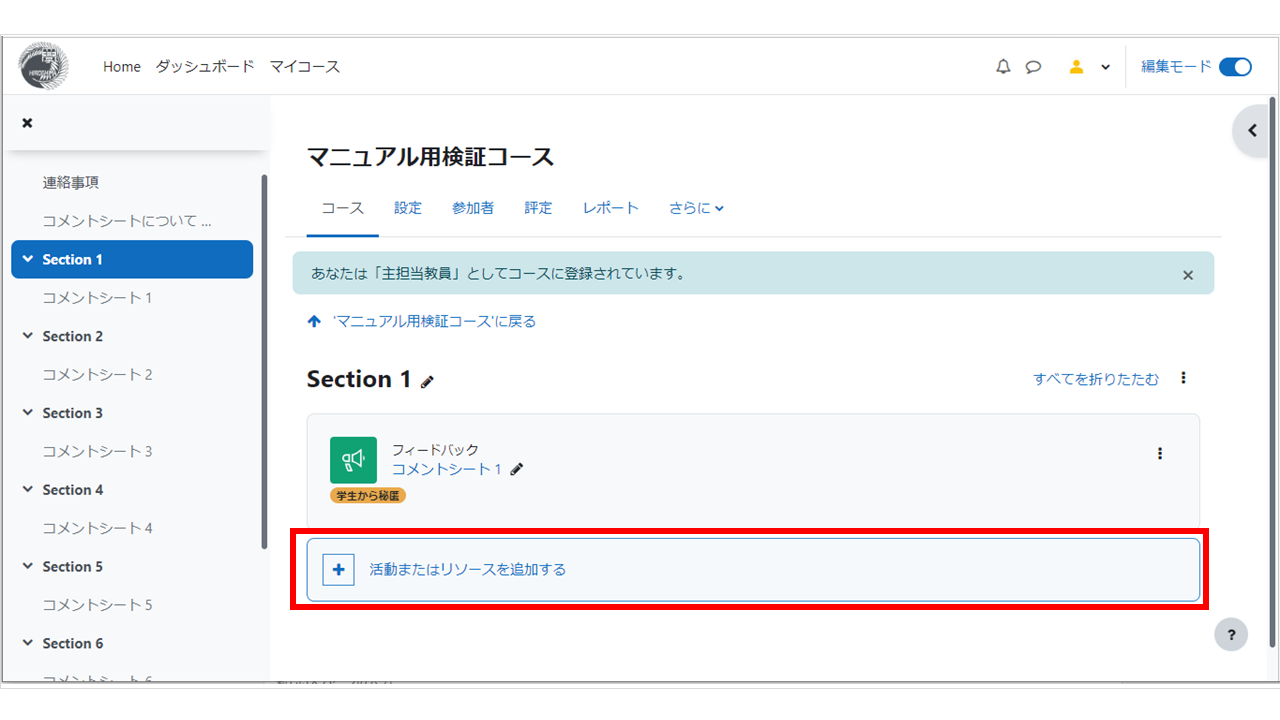 Home ダッシュボード マイコース 編集モード
連絡事項
コメントシートについて ...
Section 1
コメントシート 1
Section 2
コメントシート 2
Section 3
コメントシート 3
Section 4
コメントシート 4
Section 5
コメントシート 5
Section 6
マニュアル用検証コース
コース 設定 参加者 評定 レポート さらに
あなたは「主担当教員」としてコースに登録されています。
'マニュアル用検証コース'に戻る
Section 1 すべてを折りたたむ
フィードバック
コメントシート 1
学生から秘匿
+ 活動またはリソースを追加する
?